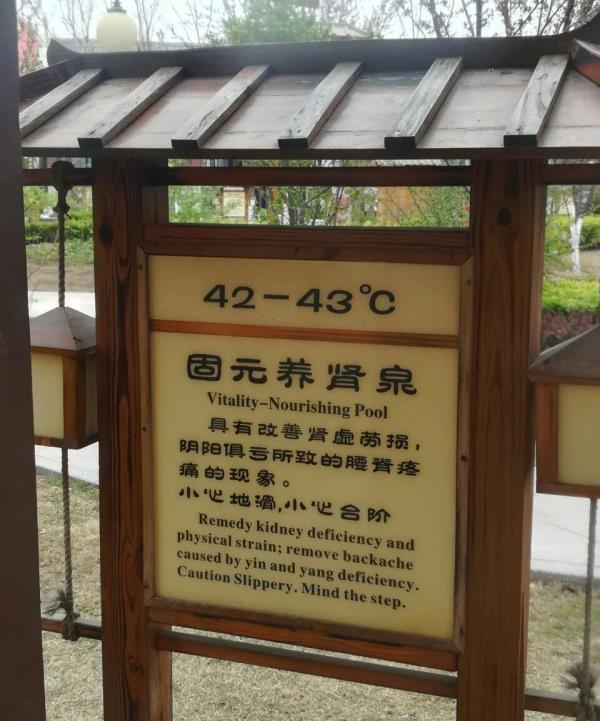 42－43℃
固元养肾泉
Vitality-Nourishing Pool
具有改善肾虚劳损，
阴阳俱亏所致的腰脊疼
痛的现象。
小心地滑，小心台阶
Remedy kidney deficiency and
physical strain; remove backache
caused by yin and yang deficiency.
Caution Slippery. Mind the step.